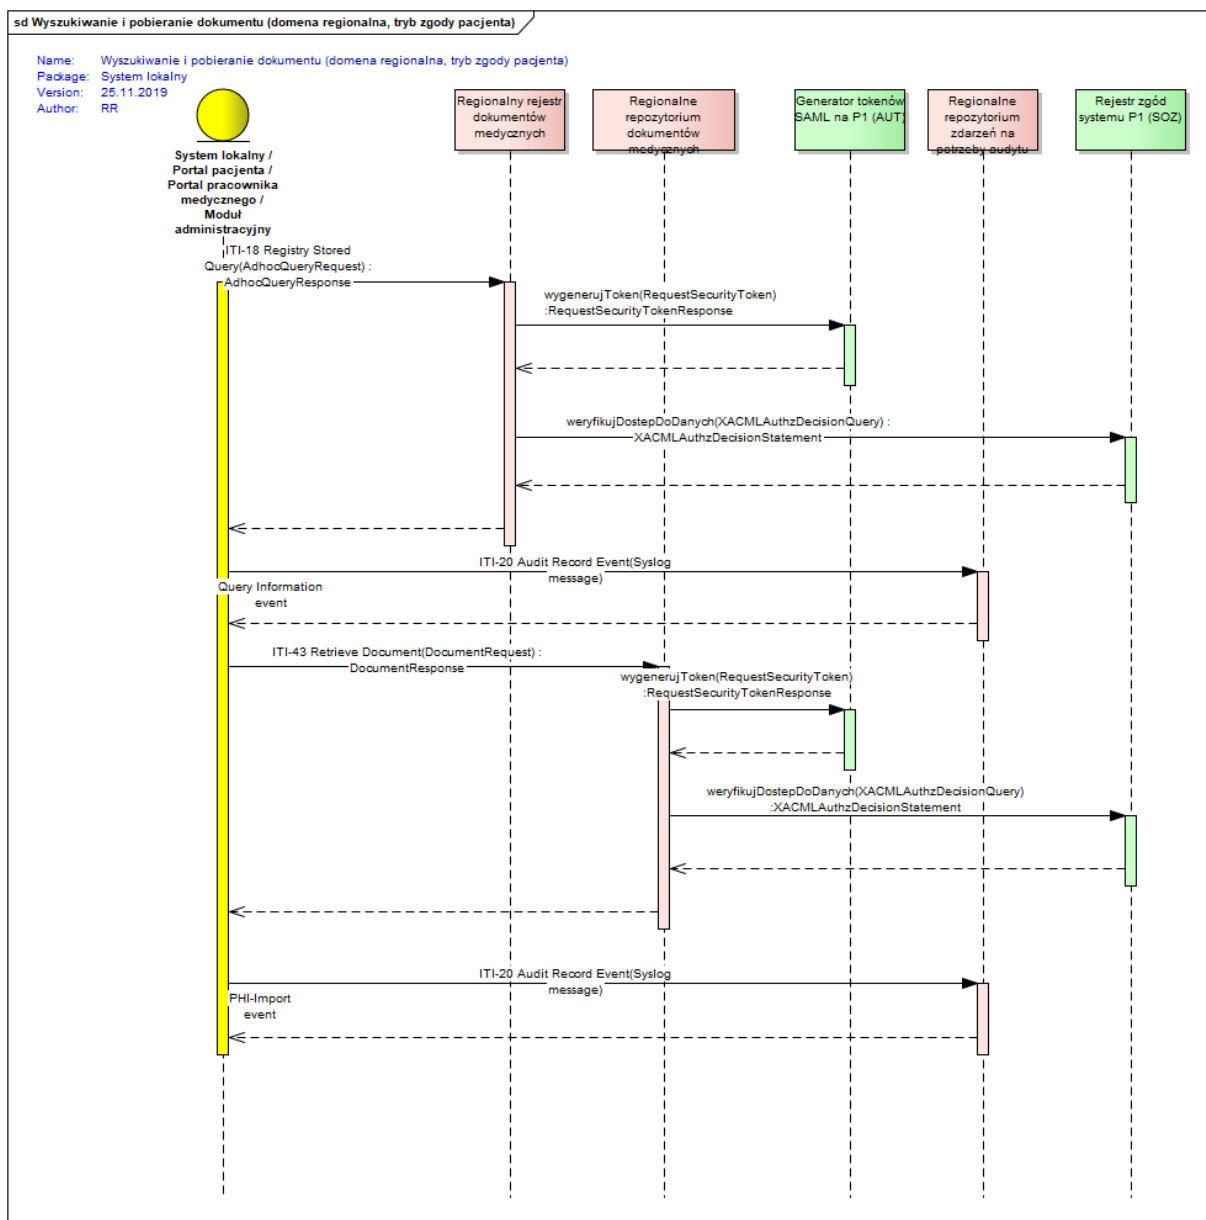 sd Wyszukiwanie i pobieranie dokumentu (domena regionalna, tryb zgody pacjenta)
Name: Wyszukiwanie i pobieranie dokumentu (domena regionalna, tryb zgody pacjenta)
Package: System lokalny
Version: 25.11.2019
Author: RR
System lokalny /
Portal pacjenta /
Portal pracownika
medycznego /
Moduł
administracyjny
Regionalny rejestr
dokumentów
medycznych
Regionalne
repozytorium
dokumentów
medycznych
Generator tokenów
SAML na P1 (AUT)
Regionalne
repozytorium
zdarzeń na
potrzeby audytu
Rejestr zgód
systemu P1 (SOZ)
ITI-18 Registry Stored
Query(AdhocQueryRequest) :
AdhocQueryResponse
wygenerujToken(RequestSecurityToken)
:RequestSecurityTokenResponse
weryfikujDostepDoDanych(XACMLAuthzDecisionQuery) :
XACMLAuthzDecisionStatement
ITI-20 Audit Record Event(Syslog
message)
Query Information
event
ITI-43 Retrieve Document(DocumentRequest) :
DocumentResponse
wygenerujToken(RequestSecurityToken)
:RequestSecurityTokenResponse
weryfikujDostepDoDanych(XACMLAuthzDecisionQuery)
:XACMLAuthzDecisionStatement
ITI-20 Audit Record Event(Syslog
message)
PHI-Import
event